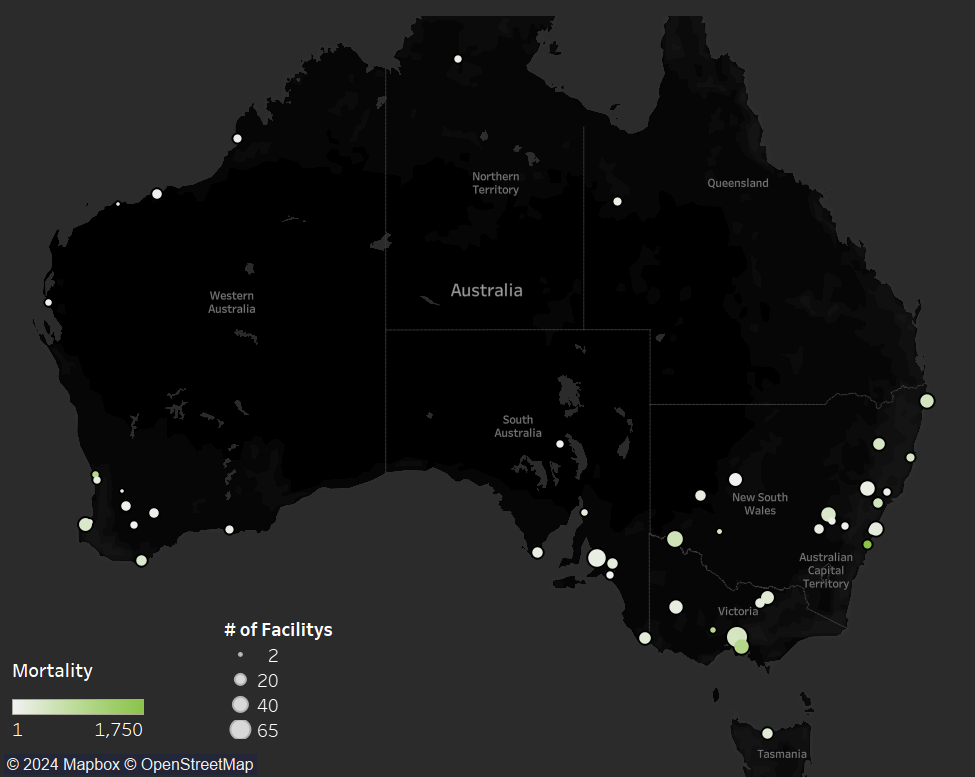 Northern
Territory
Queensland
Western
Australia
Australia
South
Australia
New South
Wales
Australian
Capital
Territory
Victoria
Tasmania
# of Facilitys
2
20
40
65
Mortality
1 1,750
© 2024 Mapbox © OpenStreetMap